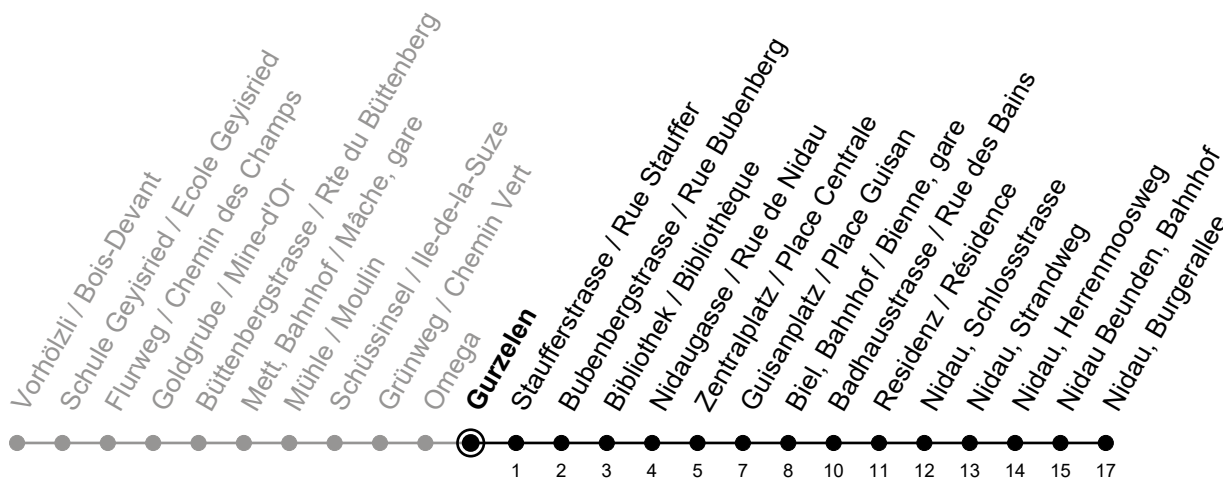 Vorhölzli / Bois-Devant
Schule Geyisried / Ecole Geyisried
Flurweg / Chemin des Champs
Goldgrube / Mine-d'Or
Büttenbergstrasse / Rte du Büttenberg
Mett, Bahnhof / Mâche, gare
Mühle / Moulin
Schüssinsel / Ile-de-la-Suze
Grünweg / Chemin Vert
Omega
Gurzelen
Staufferstrasse / Rue Stauffer
Bubenbergstrasse / Rue Bubenberg
Bibliothek / Bibliothèque
Nidaugasse / Rue de Nidau
Zentralplatz / Place Centrale
Guisanplatz / Place Guisan
Biel, Bahnhof / Bienne, gare
Badhausstrasse / Rue des Bains
Residenz / Résidence
Nidau, Schlossstrasse
Nidau, Strandweg
Nidau, Herrenmoosweg
Nidau Beunden, Bahnhof
Nidau, Burgerallee
1 2 3 4 5 7 8 10 11 12 13 14 15 17